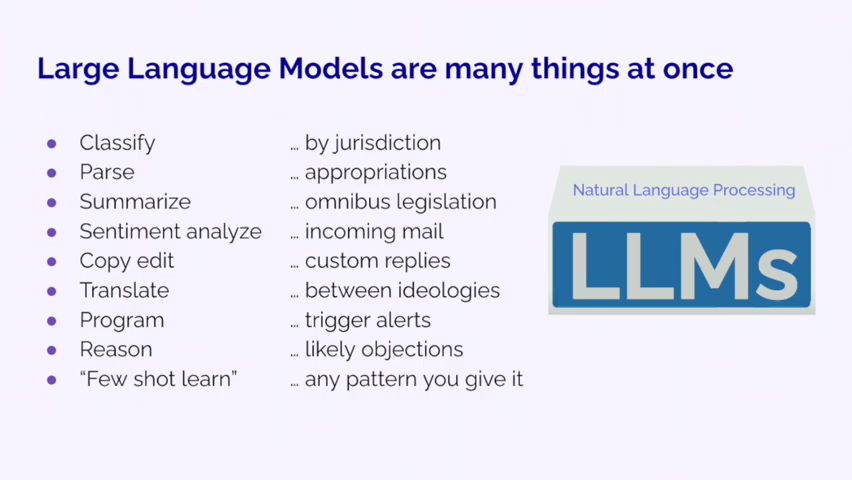 Large Language Models are many things at once
● Classify … by jurisdiction
● Parse … appropriations
● Summarize … omnibus legislation
● Sentiment analyze … incoming mail
● Copy edit … custom replies
● Translate … between ideologies
● Program … trigger alerts
● Reason … likely objections
● “Few shot learn” … any pattern you give it
Natural Language Processing
LLMs